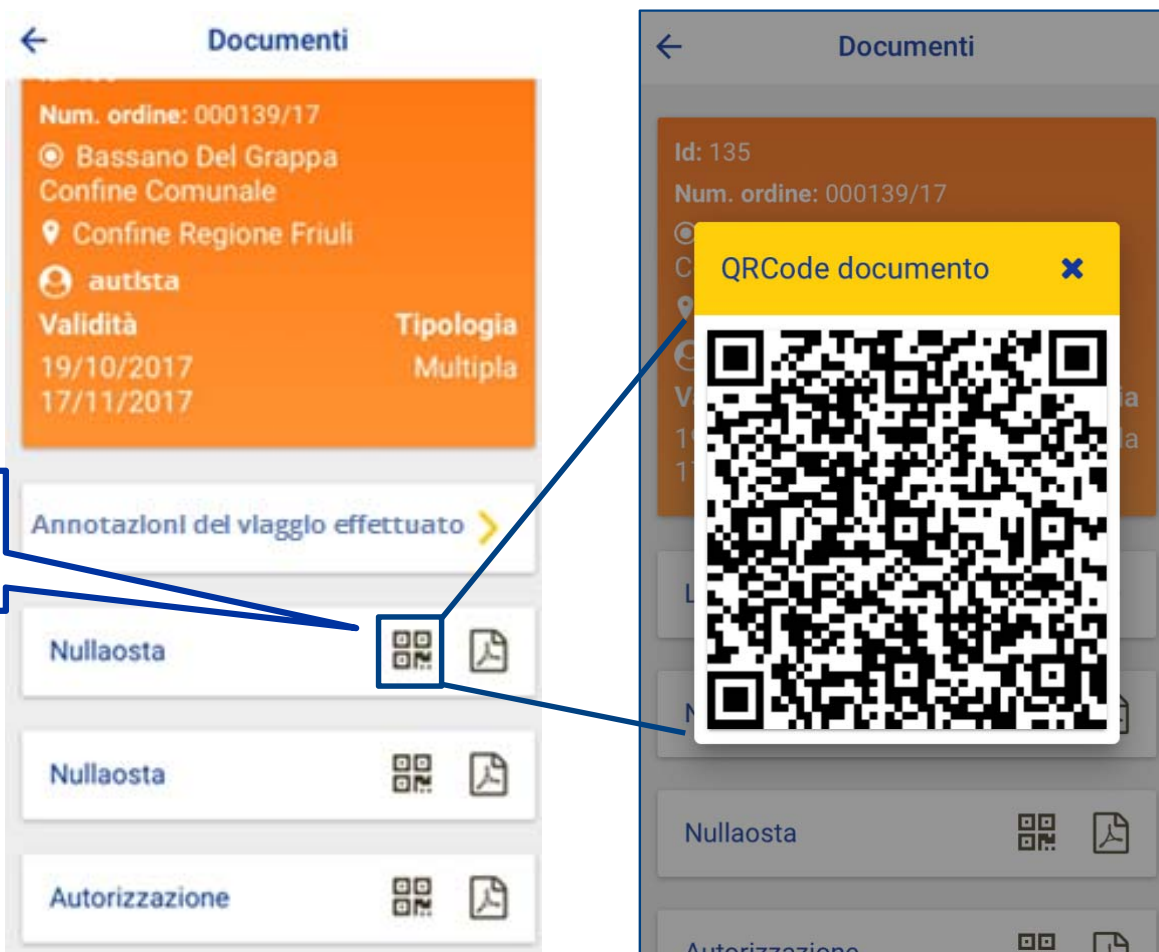 Documenti
Num. ordine: 000139/17
Bassano Del Grappa
Confine Comunale
Confine Regione Friuli
autista
Validità Tipologia
19/10/2017 Multipla
17/11/2017
Annotazioni del viaggio effettuato
Nullaosta
Nullaosta
Autorizzazione
Documenti
Id: 135
Num. ordine: 000139/17
QRCode documento
Nullaosta
Autorizzazione